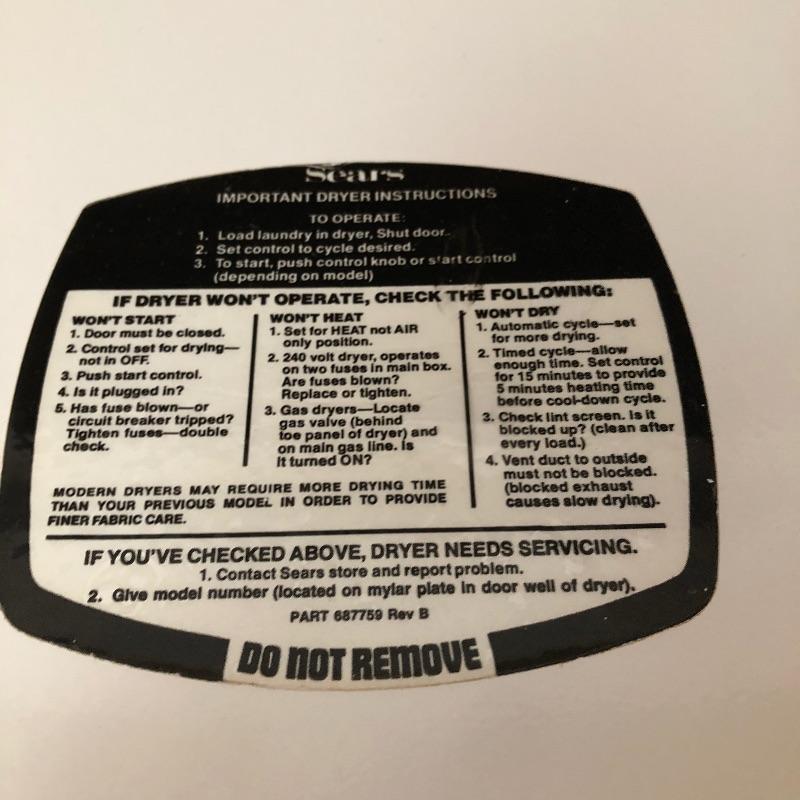 Sears
IMPORTANT DRYER INSTRUCTIONS
TO OPERATE:
1. Load laundry in dryer, Shut door.
2. Set control to cycle desired.
3. To start, push control knob or start control
(depending on model)
IF DRYER WON'T OPERATE, CHECK THE FOLLOWING:
WON'T START
1. Door must be closed.
2. Control set for drying—
not in OFF.
3. Push start control.
4. Is it plugged in?
5. Has fuse blown—or
circuit breaker tripped?
Tighten fuses—double
check.
WON'T HEAT
1. Set for HEAT not AIR
only position.
2. 240 volt dryer, operates
on two fuses in main box.
Are fuses blown?
Replace or tighten.
3. Gas dryers—Locate
gas valve (behind
toe panel of dryer) and
on main gas line. Is
it turned ON?
WON'T DRY
1. Automatic cycle—set
for more drying.
2. Timed cycle—allow
enough time. Set control
for 15 minutes to provide
5 minutes heating time
before cool-down cycle.
3. Check lint screen. Is it
blocked up? (clean after
every load.)
4. Vent duct to outside
must not be blocked.
(blocked exhaust
causes slow drying).
MODERN DRYERS MAY REQUIRE MORE DRYING TIME
THAN YOUR PREVIOUS MODEL IN ORDER TO PROVIDE
FINER FABRIC CARE.
IF YOU'VE CHECKED ABOVE, DRYER NEEDS SERVICING.
1. Contact Sears store and report problem.
2. Give model number (located on mylar plate in door well of dryer).
PART 687759 Rev B
DO NOT REMOVE